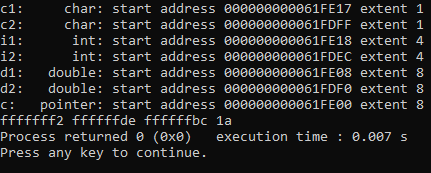 c1:     char: start address 000000000061FE17 extent 1
c2:     char: start address 000000000061FDFF extent 1
i1:      int: start address 000000000061FE18 extent 4
i2:      int: start address 000000000061FDEC extent 4
d1:   double: start address 000000000061FE08 extent 8
d2:   double: start address 000000000061FDF0 extent 8
c:   pointer: start address 000000000061FE00 extent 8
fffffff2 ffffffde ffffffbc 1a
Process returned 0 (0x0)   execution time : 0.007 s
Press any key to continue.